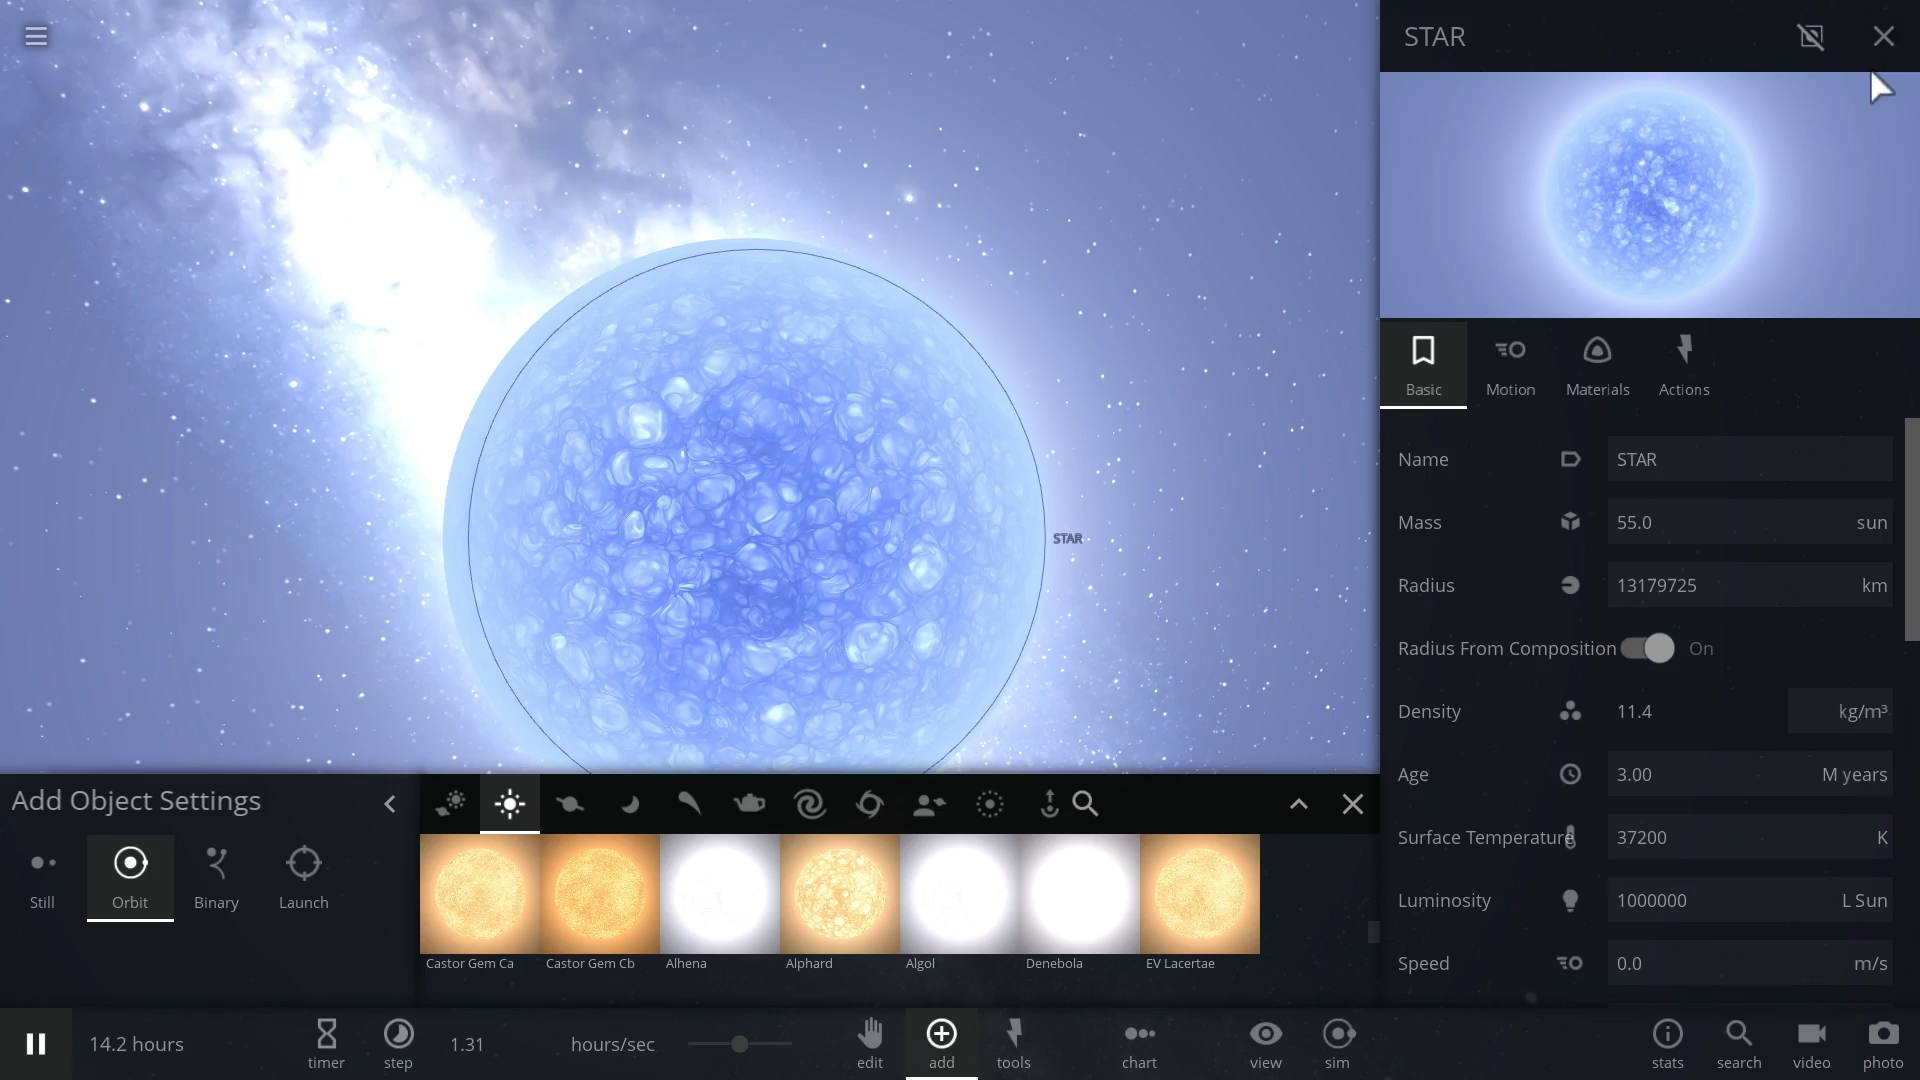 STAR
Basic
Motion
Materials
Actions
Name
STAR
Mass
55.0
sun
Radius
13179725
km
Radius From Composition
On
Density
11.4
kg/m³
Age
3.00
M years
Surface Temperature
37200
K
Luminosity
1000000
L Sun
Speed
0.0
m/s
STAR
Add Object Settings
Still
Orbit
Binary
Launch
Castor Gem Ca
Castor Gem Cb
Alhena
Alphard
Algol
Denebola
EV Lacertae
14.2 hours
timer
step
1.31
hours/sec
edit
add
tools
chart
view
sim
stats
search
video
photo